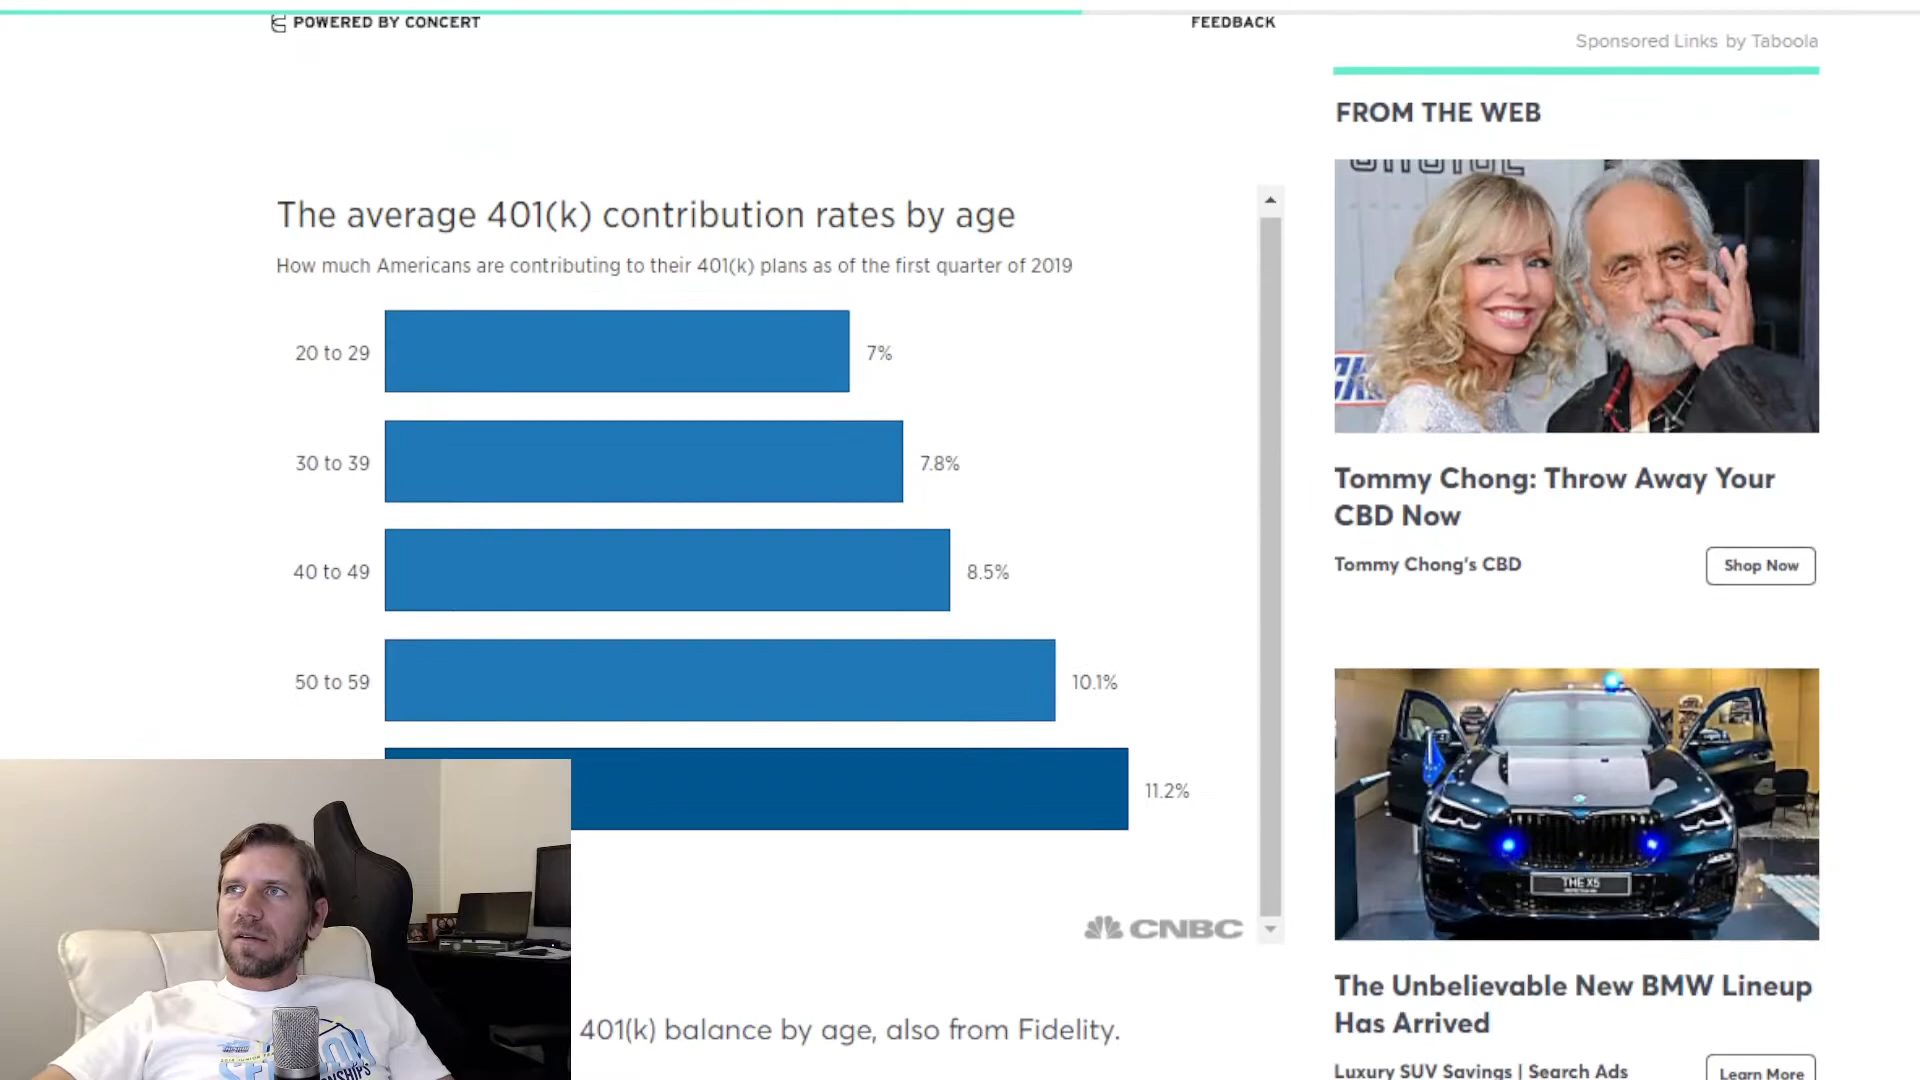 POWERED BY CONCERT
FEEDBACK
Sponsored Links by Taboola
FROM THE WEB
The average 401(k) contribution rates by age
How much Americans are contributing to their 401(k) plans as of the first quarter of 2019
20 to 29
7%
30 to 39
7.8%
40 to 49
8.5%
50 to 59
10.1%
11.2%
CNBC
401(k) balance by age, also from Fidelity.
Tommy Chong: Throw Away Your
CBD Now
Tommy Chong's CBD
Shop Now
THE X5
The Unbelievable New BMW Lineup
Has Arrived
Luxury SUV Savings | Search Ads
Learn More